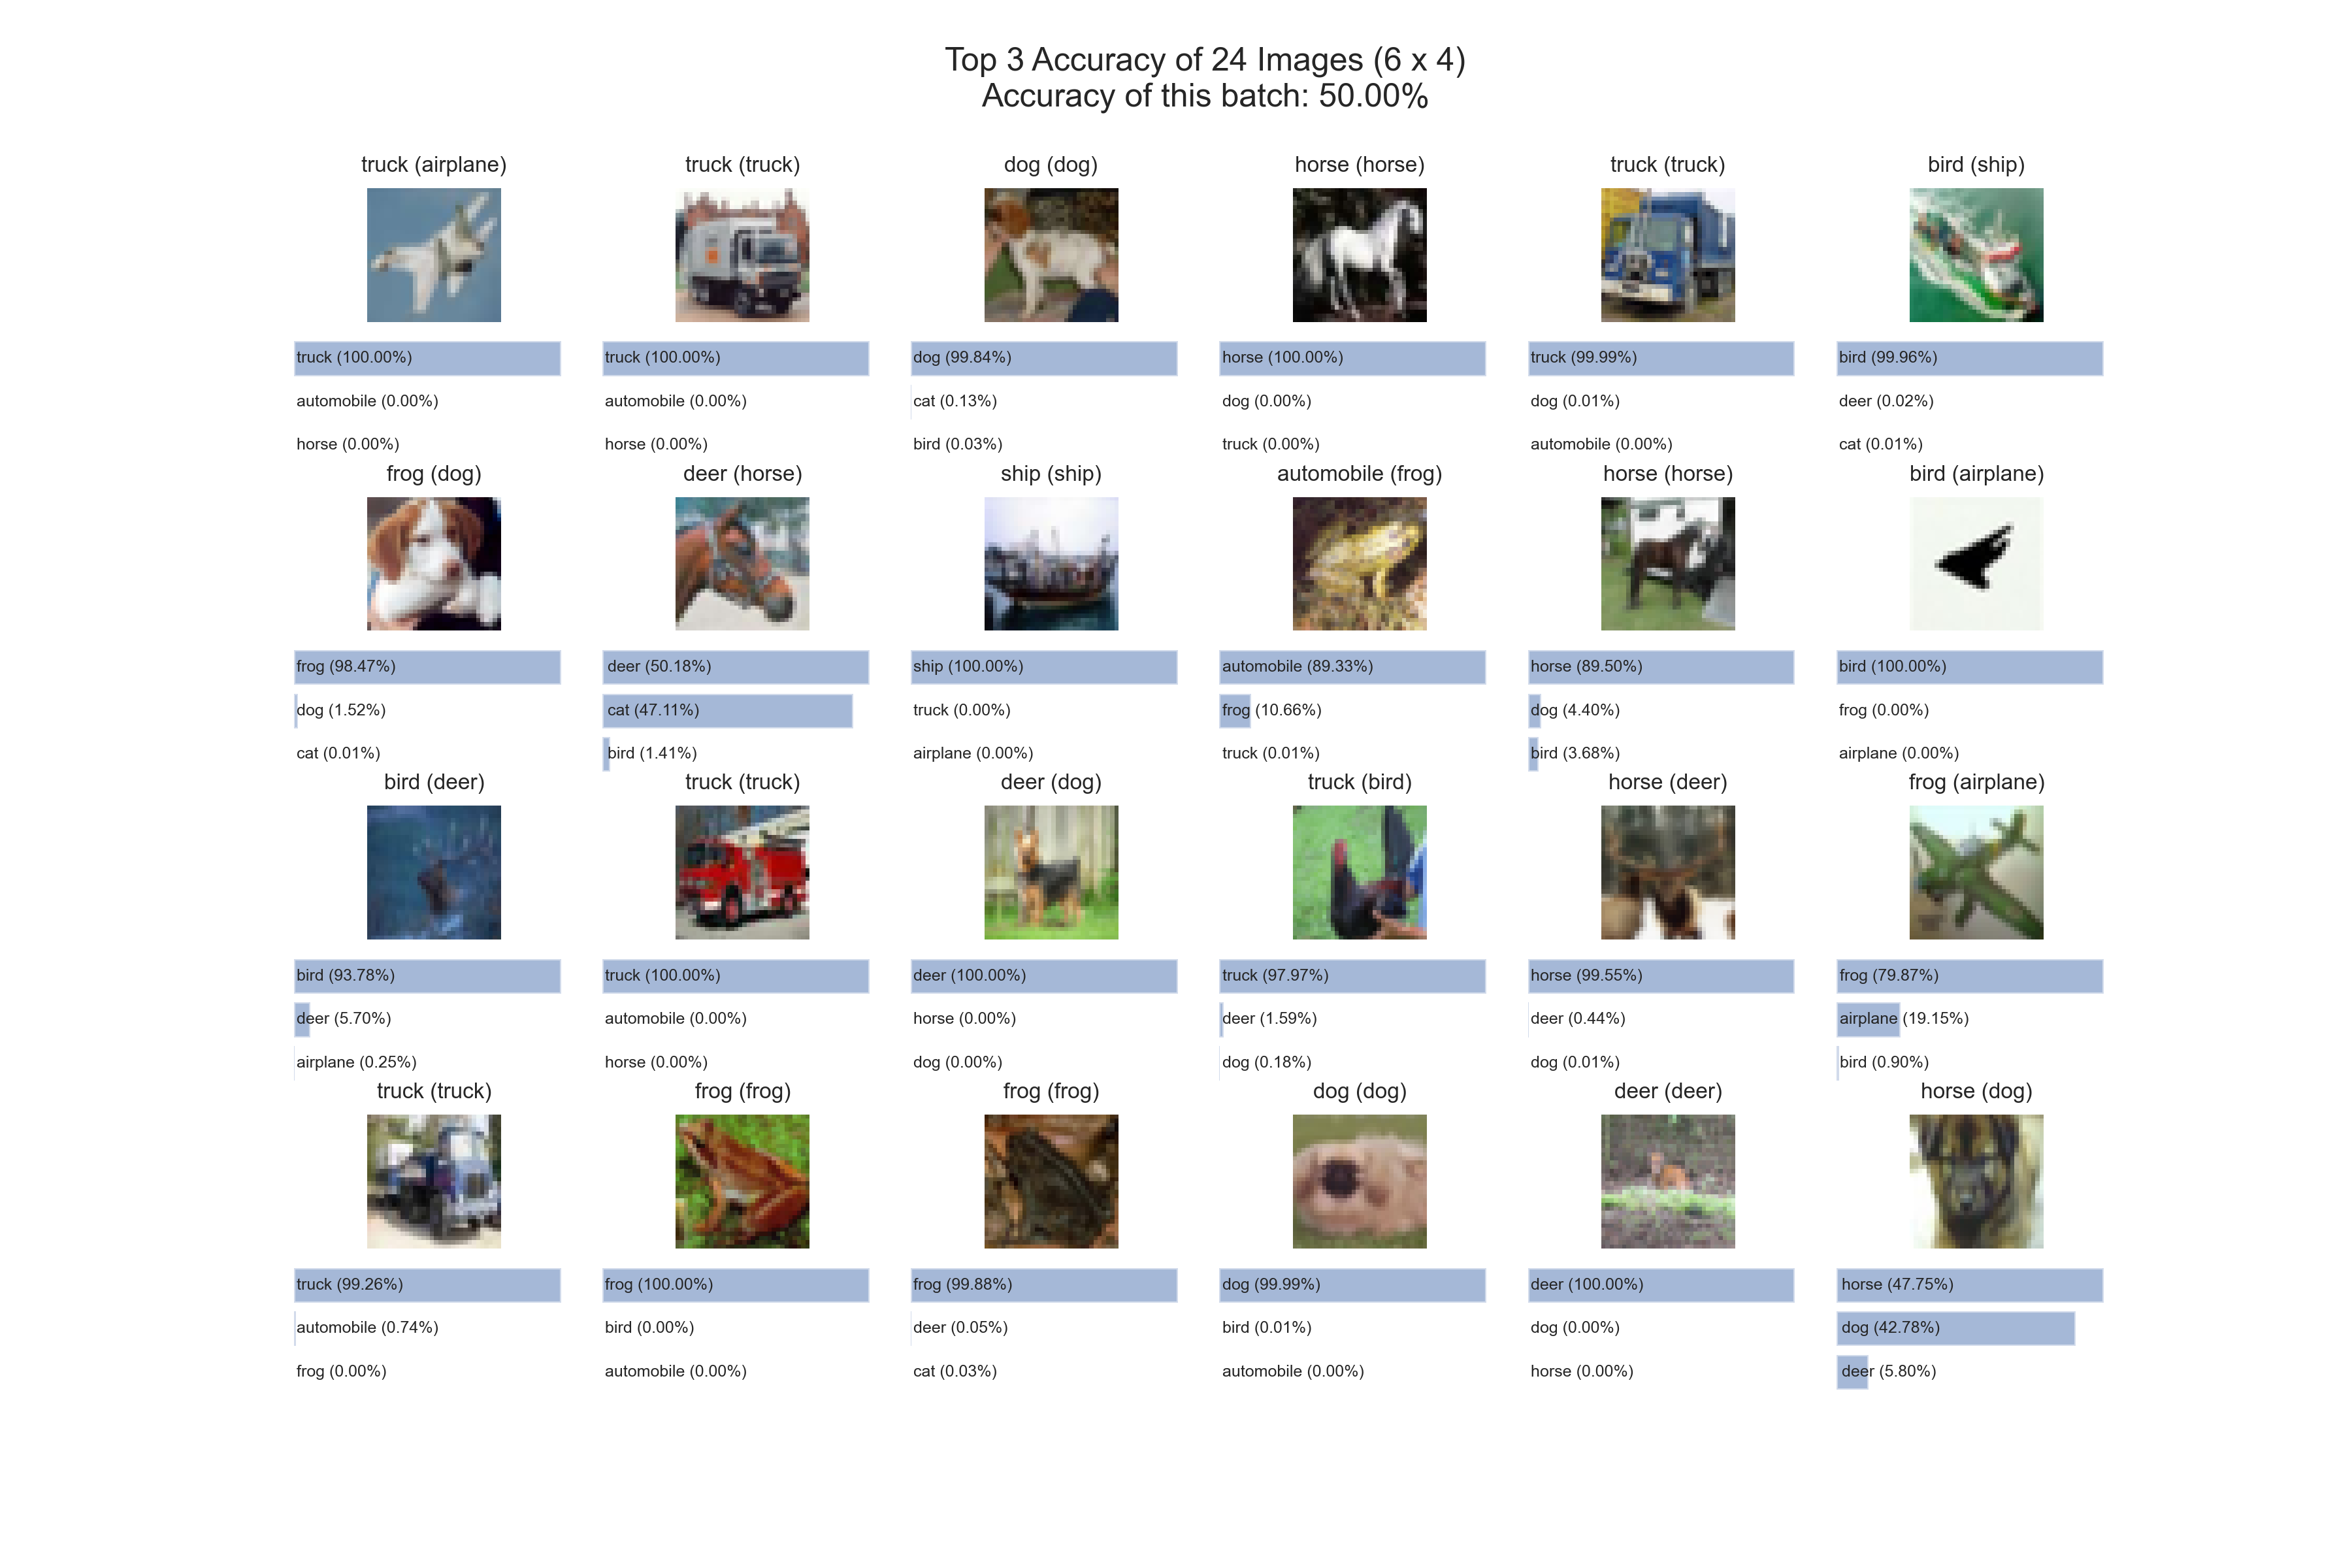 Top 3 Accuracy of 24 Images (6 x 4)
Accuracy of this batch: 50.00%
truck (airplane)
truck (100.00%)
automobile (0.00%)
horse (0.00%)
truck (truck)
truck (100.00%)
automobile (0.00%)
horse (0.00%)
dog (dog)
dog (99.84%)
cat (0.13%)
bird (0.03%)
horse (horse)
horse (100.00%)
dog (0.00%)
truck (0.00%)
truck (truck)
truck (99.99%)
dog (0.01%)
automobile (0.00%)
bird (ship)
bird (99.96%)
deer (0.02%)
cat (0.01%)
frog (dog)
frog (98.47%)
dog (1.52%)
cat (0.01%)
deer (horse)
deer (50.18%)
cat (47.11%)
bird (1.41%)
ship (ship)
ship (100.00%)
truck (0.00%)
airplane (0.00%)
automobile (frog)
automobile (89.33%)
frog (10.66%)
truck (0.01%)
horse (horse)
horse (89.50%)
dog (4.40%)
bird (3.68%)
bird (airplane)
bird (100.00%)
frog (0.00%)
airplane (0.00%)
bird (deer)
bird (93.78%)
deer (5.70%)
airplane (0.25%)
truck (truck)
truck (100.00%)
automobile (0.00%)
horse (0.00%)
deer (dog)
deer (100.00%)
horse (0.00%)
dog (0.00%)
truck (bird)
truck (97.97%)
deer (1.59%)
dog (0.18%)
horse (deer)
horse (99.55%)
deer (0.44%)
dog (0.01%)
frog (airplane)
frog (79.87%)
airplane (19.15%)
bird (0.90%)
truck (truck)
truck (99.26%)
automobile (0.74%)
frog (0.00%)
frog (frog)
frog (100.00%)
bird (0.00%)
automobile (0.00%)
frog (frog)
frog (99.88%)
deer (0.05%)
cat (0.03%)
dog (dog)
dog (99.99%)
bird (0.01%)
automobile (0.00%)
deer (deer)
deer (100.00%)
dog (0.00%)
horse (0.00%)
horse (dog)
horse (47.75%)
dog (42.78%)
deer (5.80%)